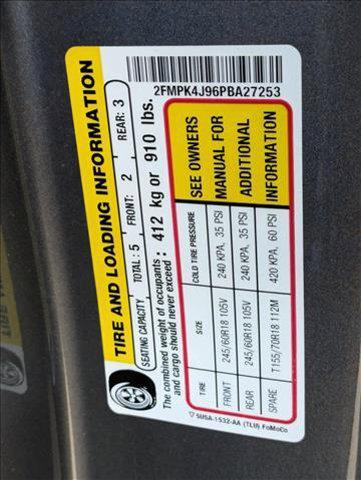 TIRE AND LOADING INFORMATION
SEATING CAPACITY TOTAL: 5 FRONT: 2 REAR: 3
The combined weight of occupants
and cargo should never exceed : 412 kg or 910 lbs.
TIRE SIZE COLD TIRE PRESSURE
FRONT 245/60R18 105V 240 KPA, 35 PSI
REAR 245/60R18 105V 240 KPA, 35 PSI
SPARE T155/70R18 112M 420 KPA, 60 PSI
SEE OWNERS
MANUAL FOR
ADDITIONAL
INFORMATION
5U5A-1532-AA (TLU) FoMoCo
2FMPK4J96PBA27253